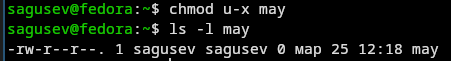 sagusev@fedora:~$ chmod u-x may
sagusev@fedora:~$ ls -l may
-rw-r--r--. 1 sagusev sagusev 0 мар 25 12:18 may